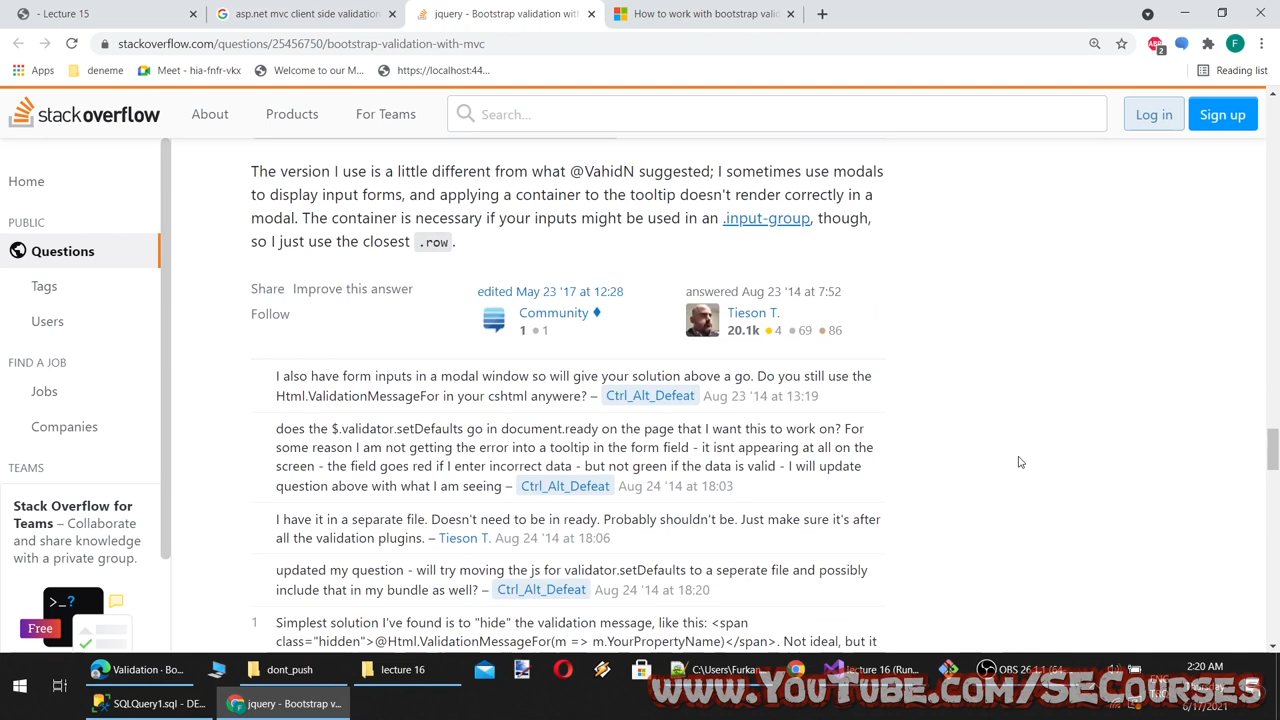 Lecture 15
asp.net mvc client side validation
jquery - Bootstrap validation with
How to work with bootstrap valid
stackoverflow.com/questions/25456750/bootstrap-validation-with-mvc
2
F
Apps
deneme
Meet - hia-fnfr-vkx
Welcome to our M...
https://localhost:44...
Reading list
stackoverflow
About
Products
For Teams
Search...
Log in
Sign up
Home
PUBLIC
Questions
Tags
Users
FIND A JOB
Jobs
Companies
TEAMS
Stack Overflow for
Teams – Collaborate
and share knowledge
with a private group.
>_?
Free
The version I use is a little different from what @VahidN suggested; I sometimes use modals
to display input forms, and applying a container to the tooltip doesn't render correctly in a
modal. The container is necessary if your inputs might be used in an .input-group, though,
so I just use the closest .row.
Share Improve this answer
Follow
edited May 23 '17 at 12:28
Community ♦
1 ● 1
answered Aug 23 '14 at 7:52
Tieson T.
20.1k ● 4 ● 69 ● 86
I also have form inputs in a modal window so will give your solution above a go. Do you still use the
Html.ValidationMessageFor in your cshtml anywere? – Ctrl_Alt_Defeat Aug 23 '14 at 13:19
does the $.validator.setDefaults go in document.ready on the page that I want this to work on? For
some reason I am not getting the error into a tooltip in the form field - it isnt appearing at all on the
screen - the field goes red if I enter incorrect data - but not green if the data is valid - I will update
question above with what I am seeing – Ctrl_Alt_Defeat Aug 24 '14 at 18:03
I have it in a separate file. Doesn't need to be in ready. Probably shouldn't be. Just make sure it's after
all the validation plugins. – Tieson T. Aug 24 '14 at 18:06
updated my question - will try moving the js for validator.setDefaults to a seperate file and possibly
include that in my bundle as well? – Ctrl_Alt_Defeat Aug 24 '14 at 18:20
1 Simplest solution I've found is to "hide" the validation message, like this: <span
class="hidden">@Html.ValidationMessageFor(m => m.YourPropertyName)</span>. Not ideal, but it
Validation · Bo...
dont_push
lecture 16
C:\Users\Furkan
lecture 16 (Run...
OBS 26.1.1 (64
2:20 AM
SQLQuery1.sql - DE...
jquery - Bootstrap v...
6/17/2021
www.YouTube.com/SECourses